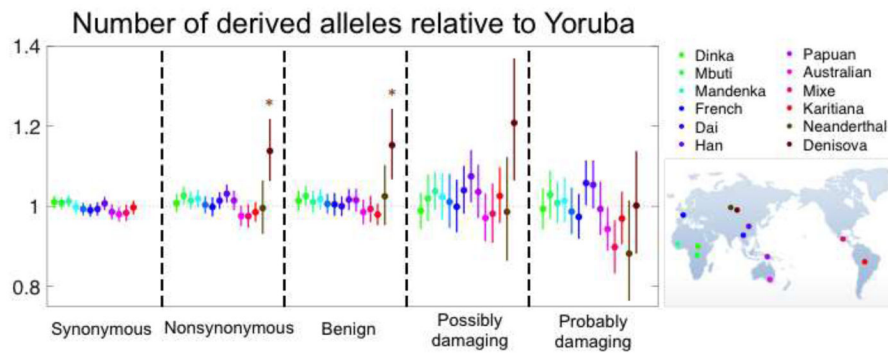 Number of derived alleles relative to Yoruba
1.4
1.2
1
0.8
*
*
Synonymous
Nonsynonymous
Benign
Possibly
damaging
Probably
damaging
Dinka
Mbuti
Mandenka
French
Dai
Han
Papuan
Australian
Mixe
Karitiana
Neanderthal
Denisova